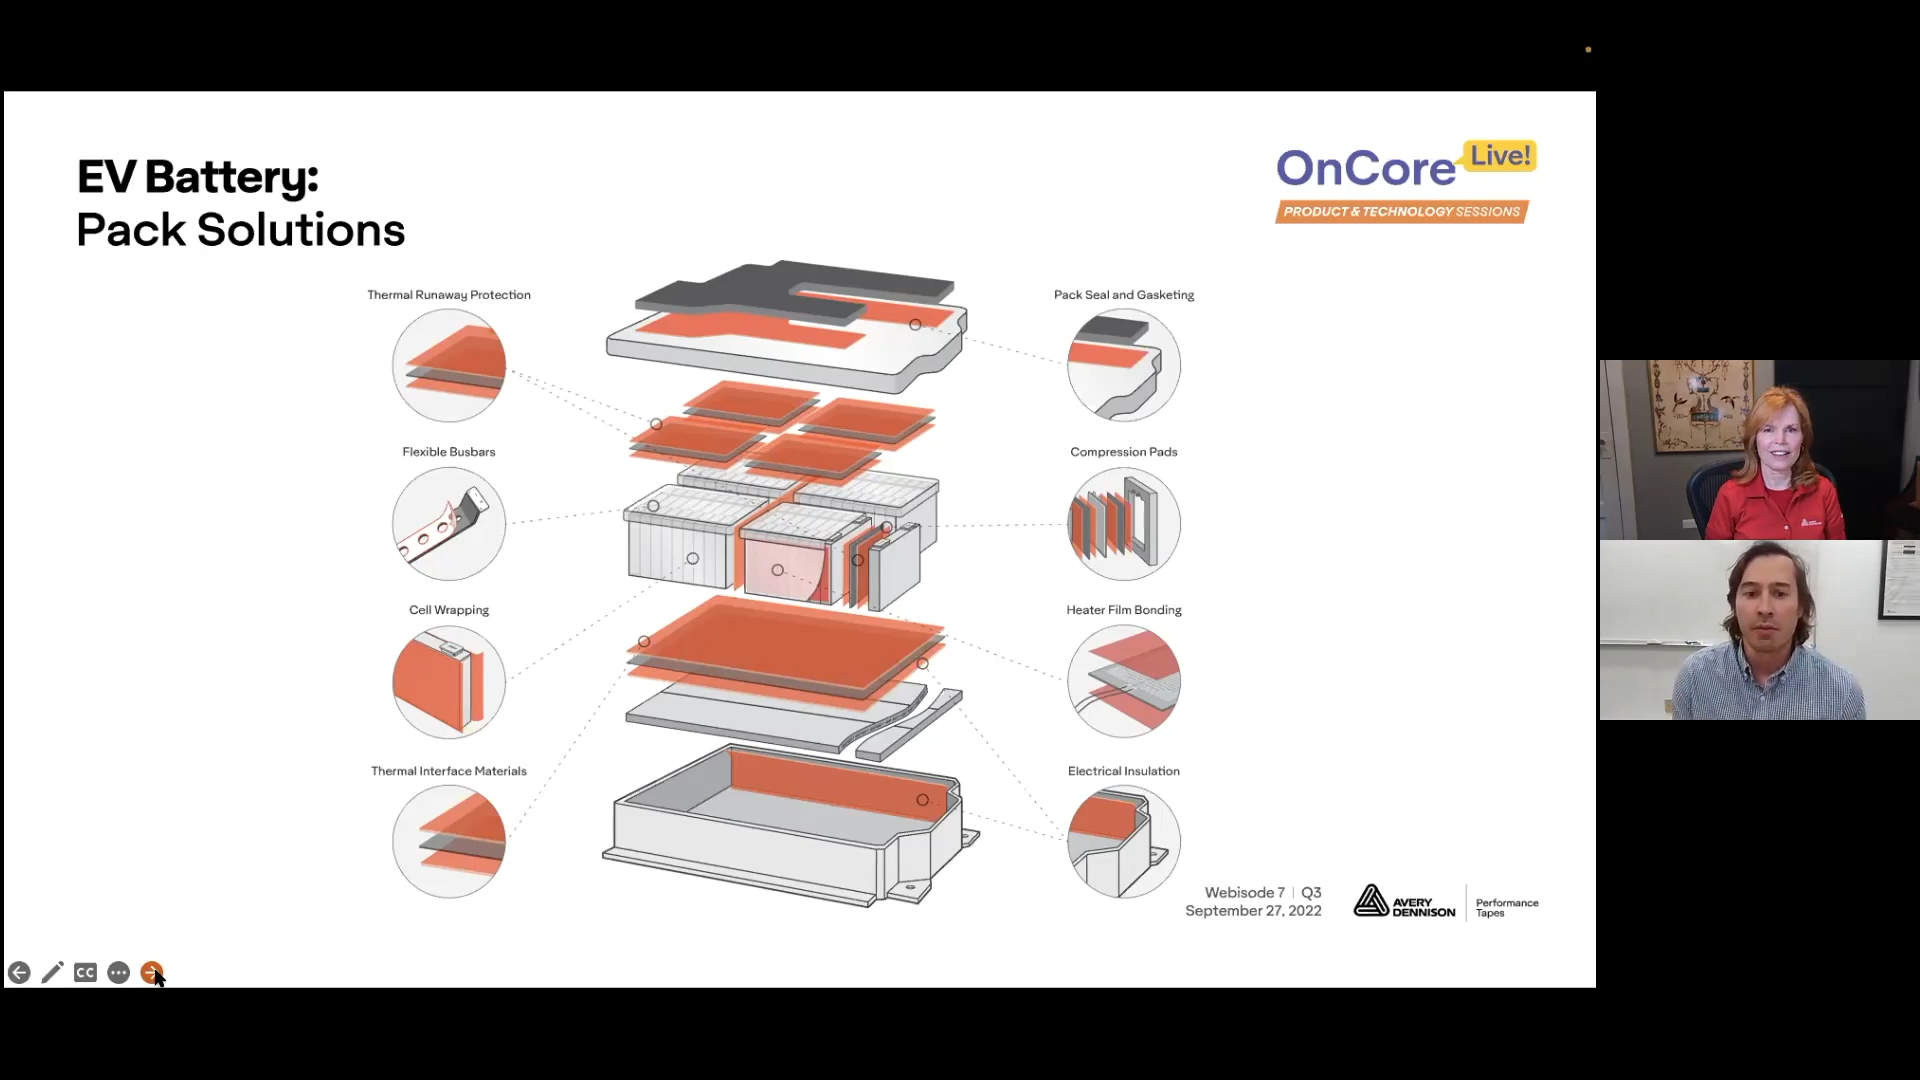 EV Battery:
Pack Solutions
OnCore Live!
PRODUCT & TECHNOLOGY SESSIONS
Thermal Runaway Protection
Pack Seal and Gasketing
Flexible Busbars
Compression Pads
Cell Wrapping
Heater Film Bonding
Thermal Interface Materials
Electrical Insulation
Webisode 7 | Q3
September 27, 2022
AVERY
DENNISON
Performance
Tapes
CC